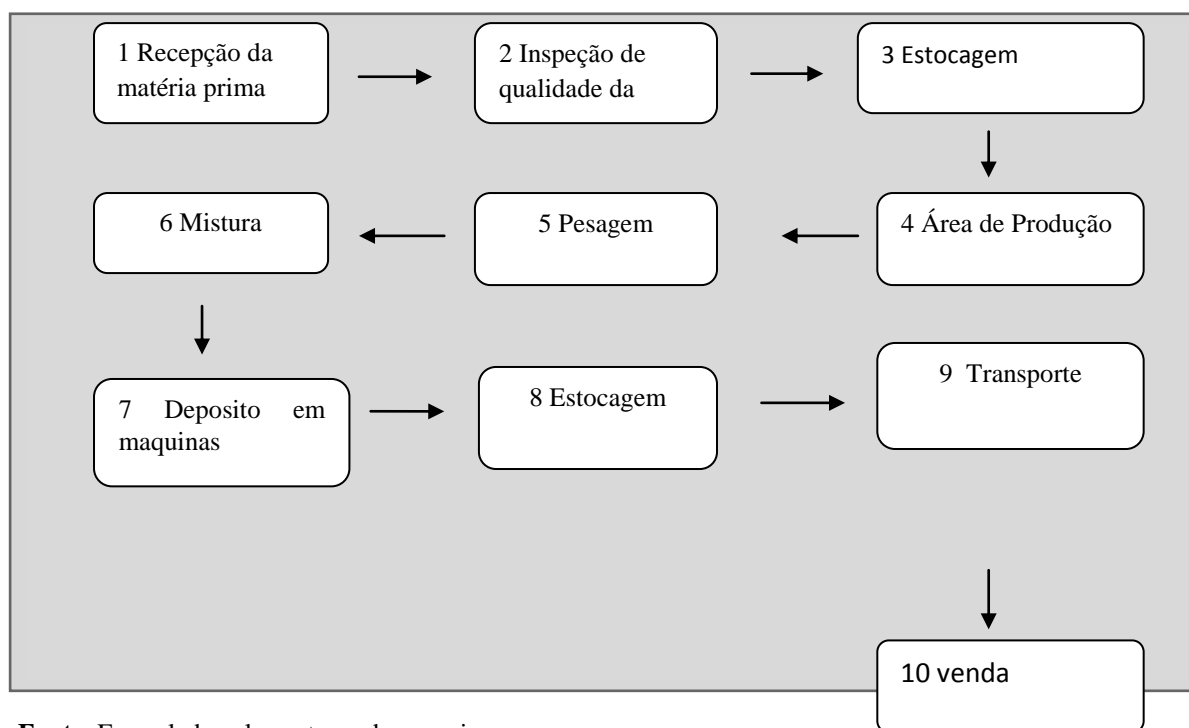 1 Recepção da
matéria prima
2 Inspeção de
qualidade da
3 Estocagem
4 Área de Produção
5 Pesagem
6 Mistura
7 Deposito em
maquinas
8 Estocagem
9 Transporte
10 venda